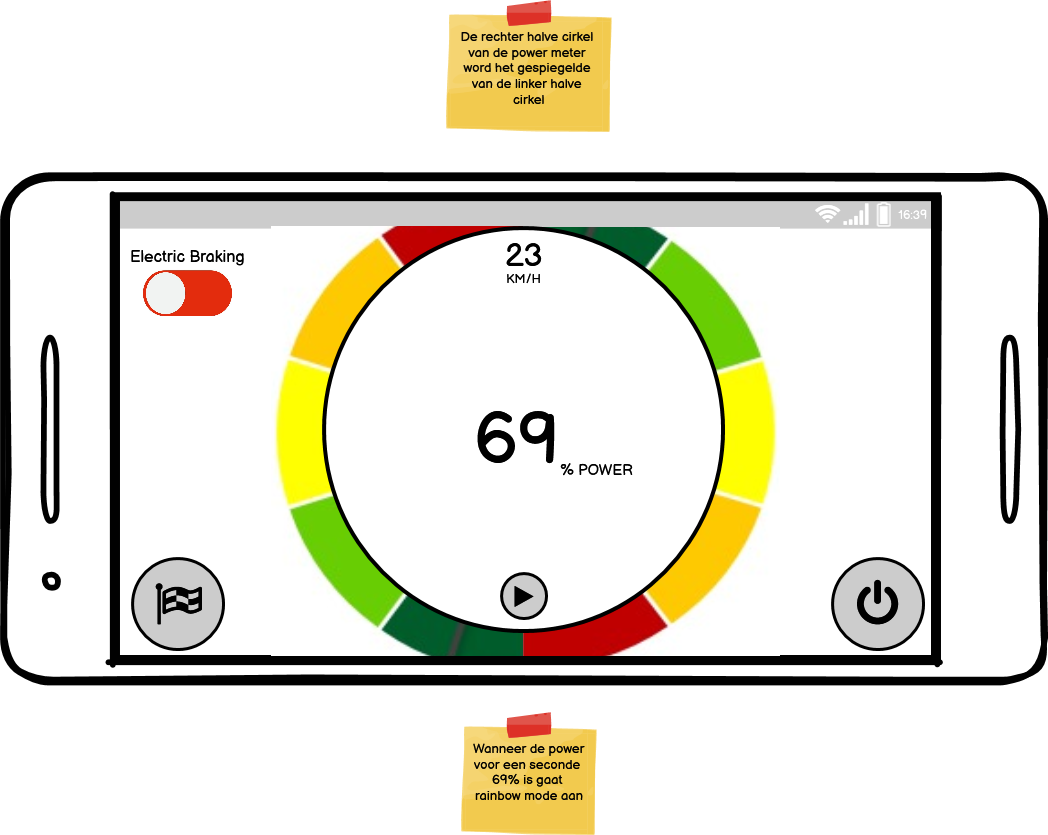 De rechter halve cirkel
van de power meter
word het gespiegelde
van de linker halve
cirkel
16:39
Electric Braking
23
KM/H
69
% POWER
Wanneer de power
voor een seconde
69% is gaat
rainbow mode aan